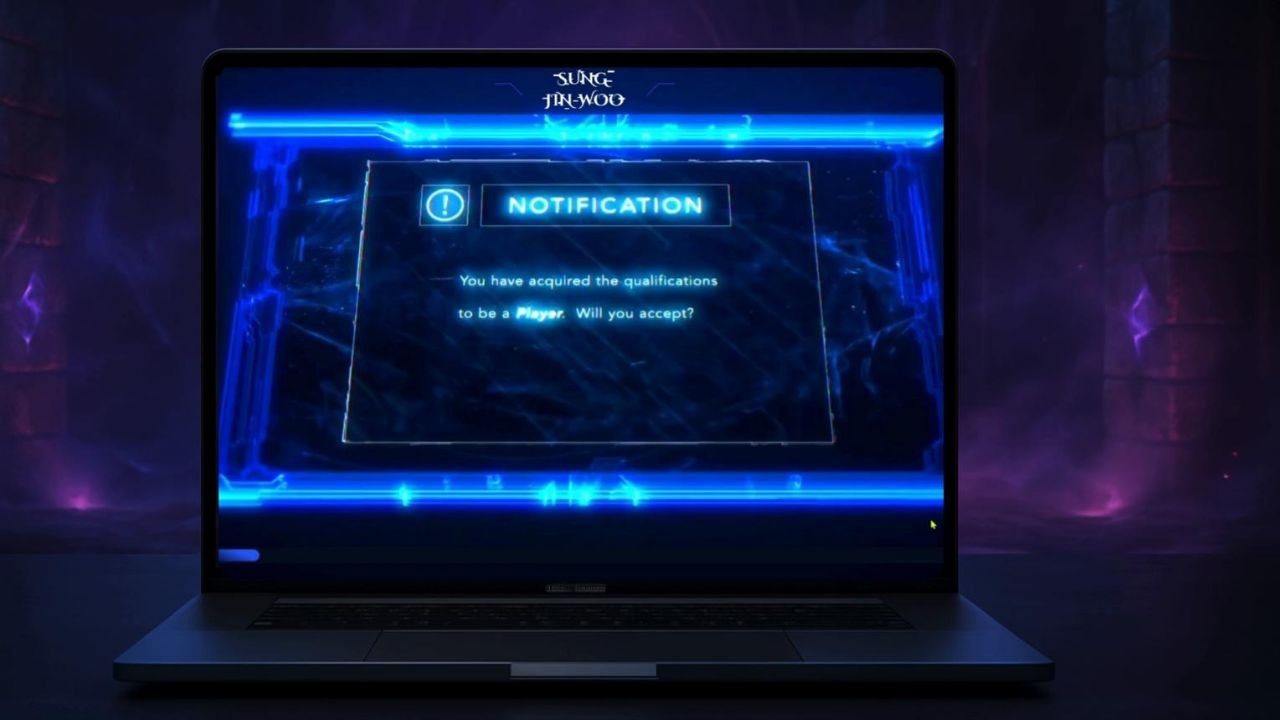 SUNG
JIN-WOO
! NOTIFICATION
You have acquired the qualifications
to be a Player. Will you accept?